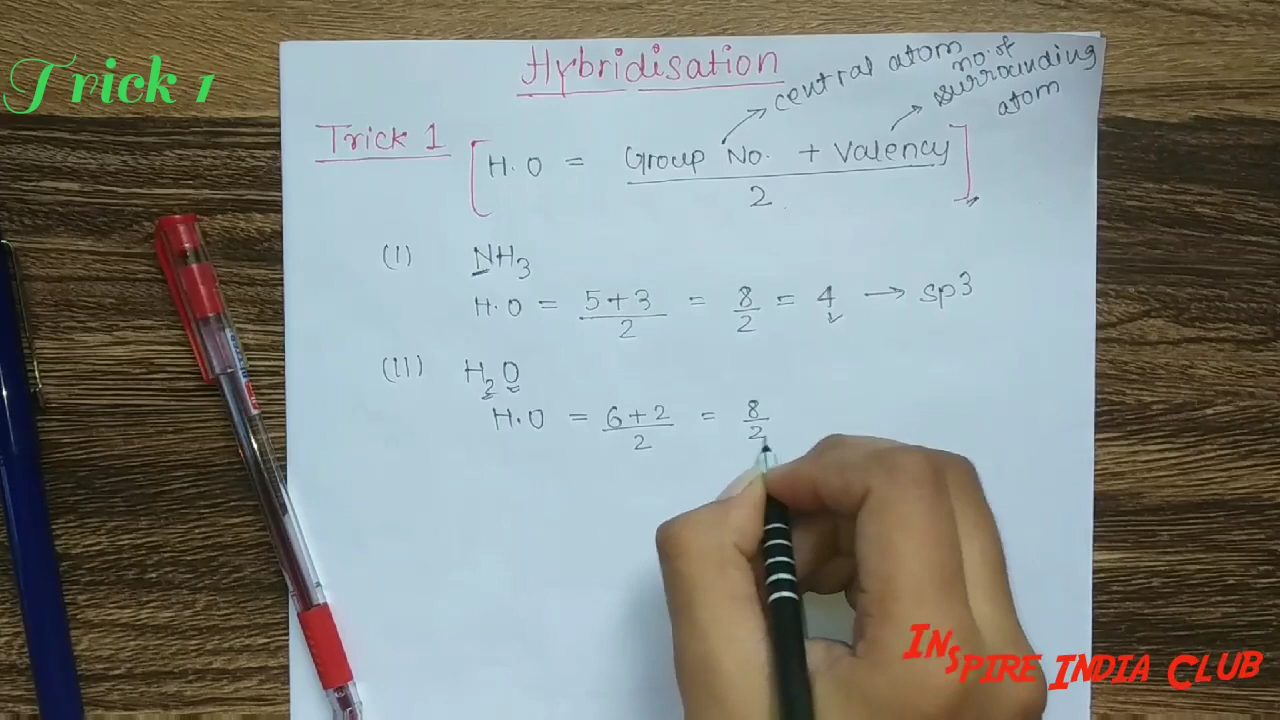 Trick 1
Hybridisation
central atom
no. of
surrounding
atom
Trick 1 [H.O = Group No. + Valency / 2]
(I) NH3
H.O = 5+3 / 2 = 8 / 2 = 4 → sp3
(II) H2O
H.O = 6+2 / 2 = 8 / 2
INSPIRE INDIA CLUB